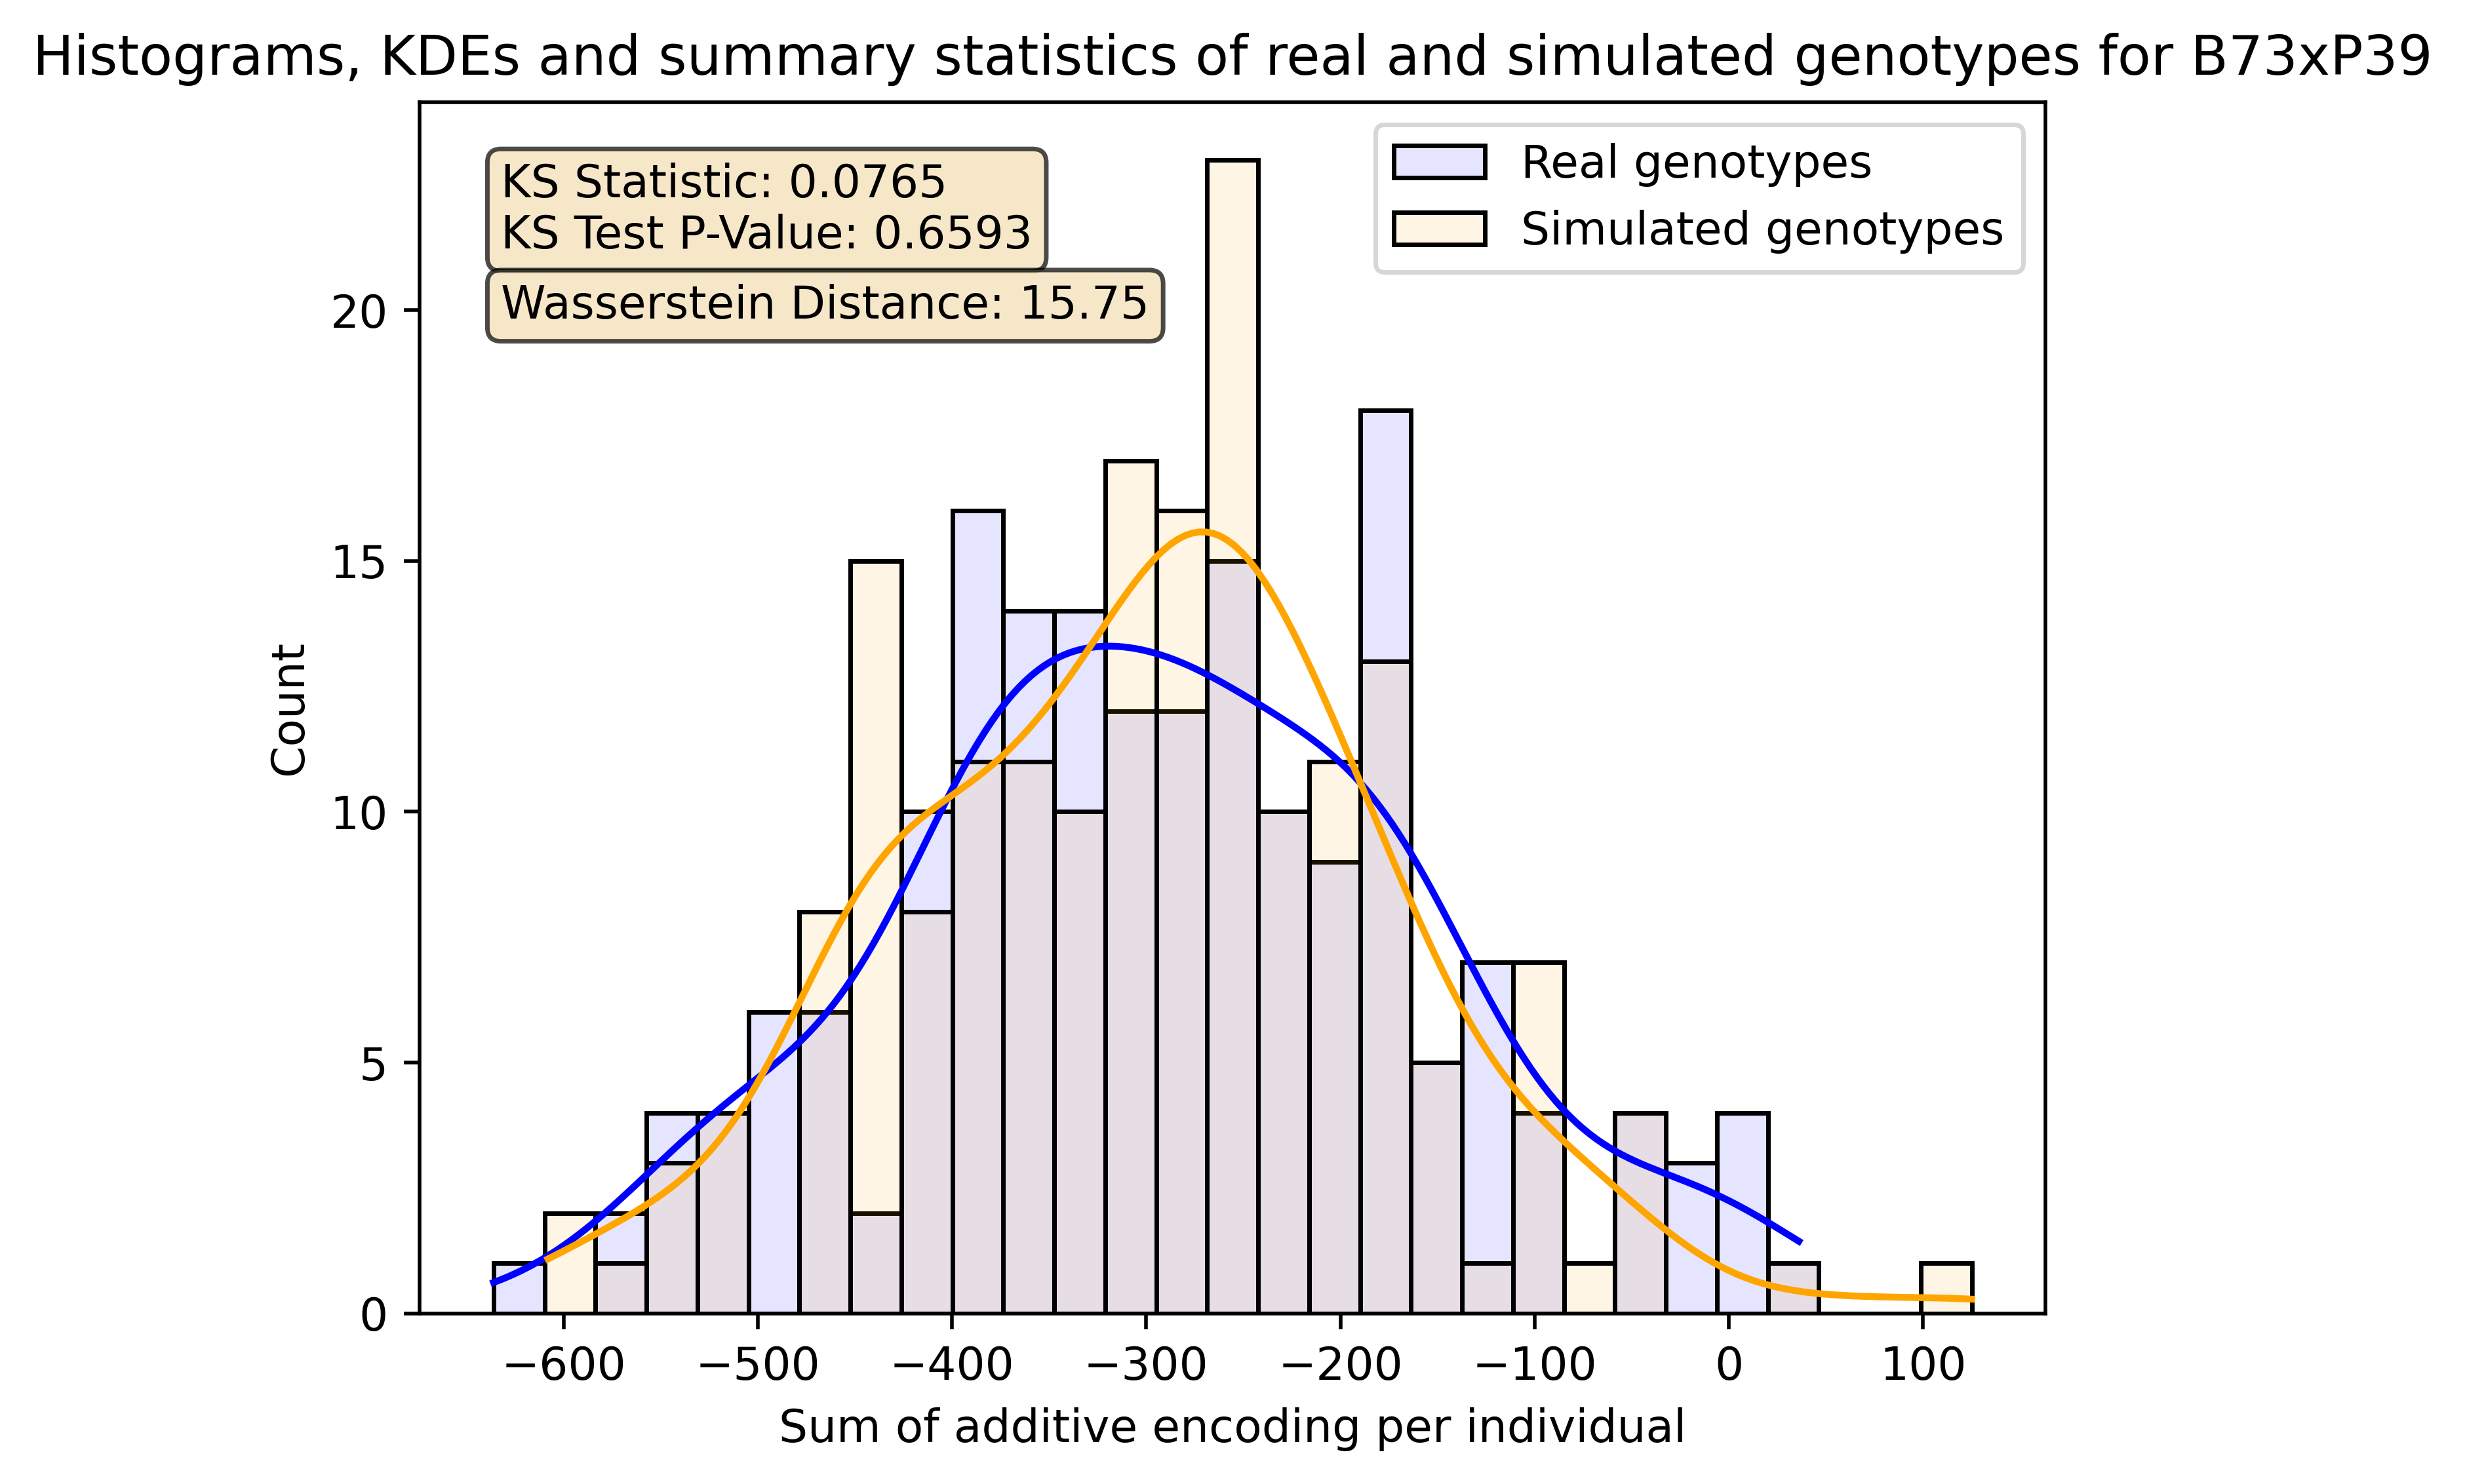 Histograms, KDEs and summary statistics of real and simulated genotypes for B73xP39
KS Statistic: 0.0765
KS Test P-Value: 0.6593
Wasserstein Distance: 15.75
Real genotypes
Simulated genotypes
Count
20
15
10
5
0
−600 −500 −400 −300 −200 −100 0 100
Sum of additive encoding per individual